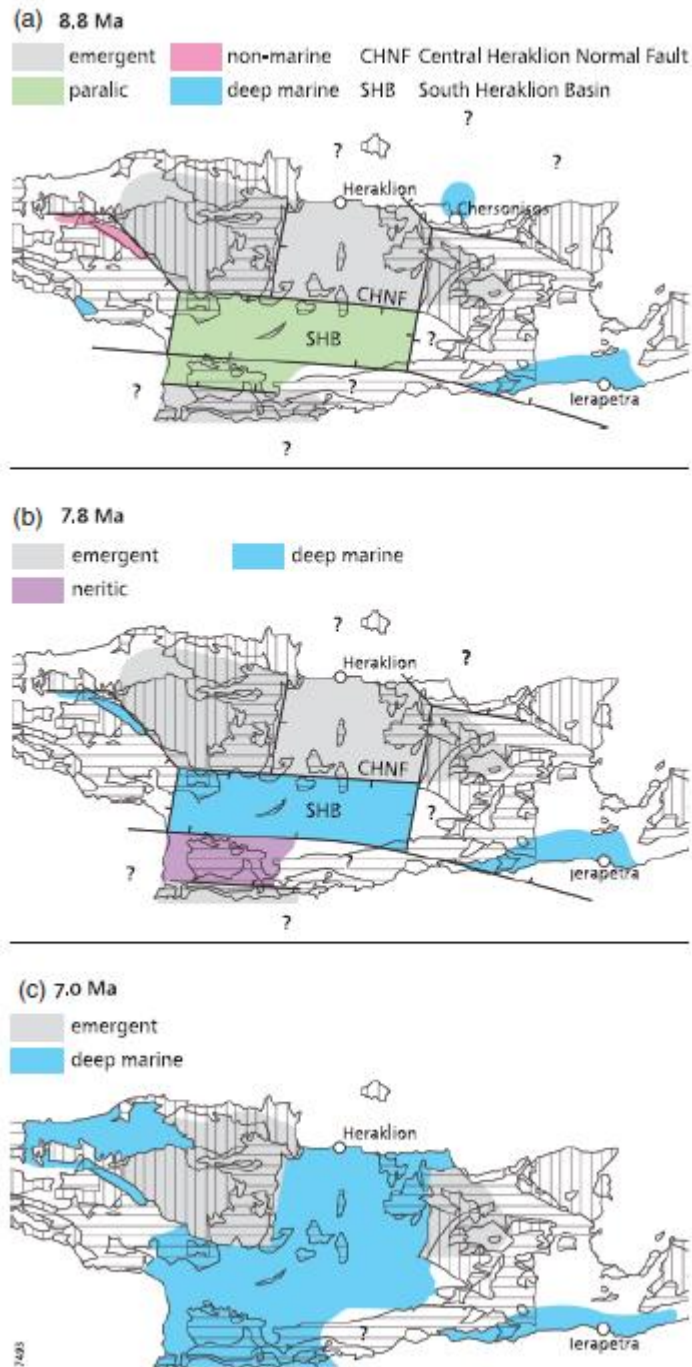 (a) 8.8 Ma
emergent non-marine CHNF Central Heraklion Normal Fault
paralic deep marine SHB South Heraklion Basin
?
? ?
Heraklion
Chersonisos
CHNF
SHB ?
? ?
Ierapetra
?
(b) 7.8 Ma
emergent deep marine
neritic
?
Heraklion ?
CHNF
SHB ?
? ?
Ierapetra
?
(c) 7.0 Ma
emergent
deep marine
Heraklion
?
Ierapetra
7493